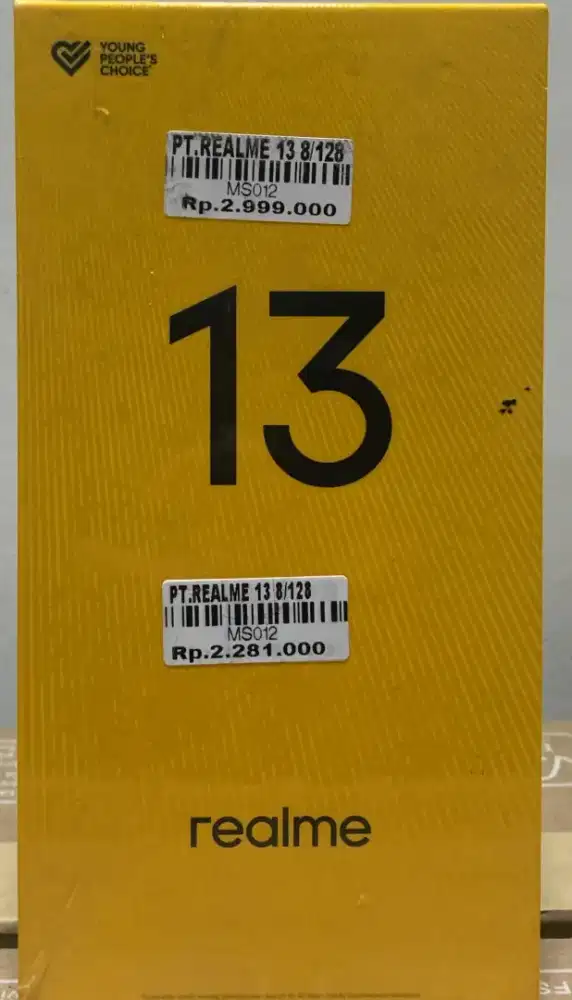 YOUNG
PEOPLE'S
CHOICE
PT.REALME 13 8/128
MS012
Rp.2.999.000
13
PT.REALME 13 8/128
MS012
Rp.2.281.000
realme